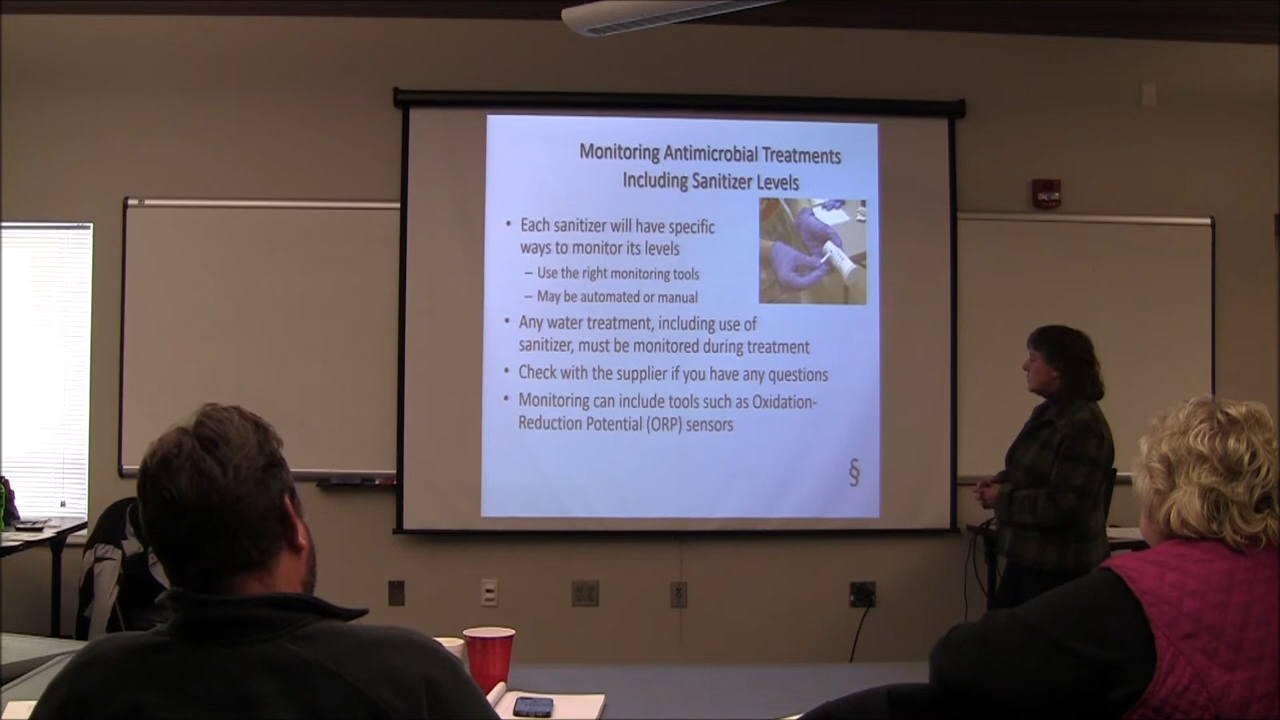 Monitoring Antimicrobial Treatments
Including Sanitizer Levels
• Each sanitizer will have specific
ways to monitor its levels
– Use the right monitoring tools
– May be automated or manual
• Any water treatment, including use of
sanitizer, must be monitored during treatment
• Check with the supplier if you have any questions
• Monitoring can include tools such as Oxidation-
Reduction Potential (ORP) sensors
§